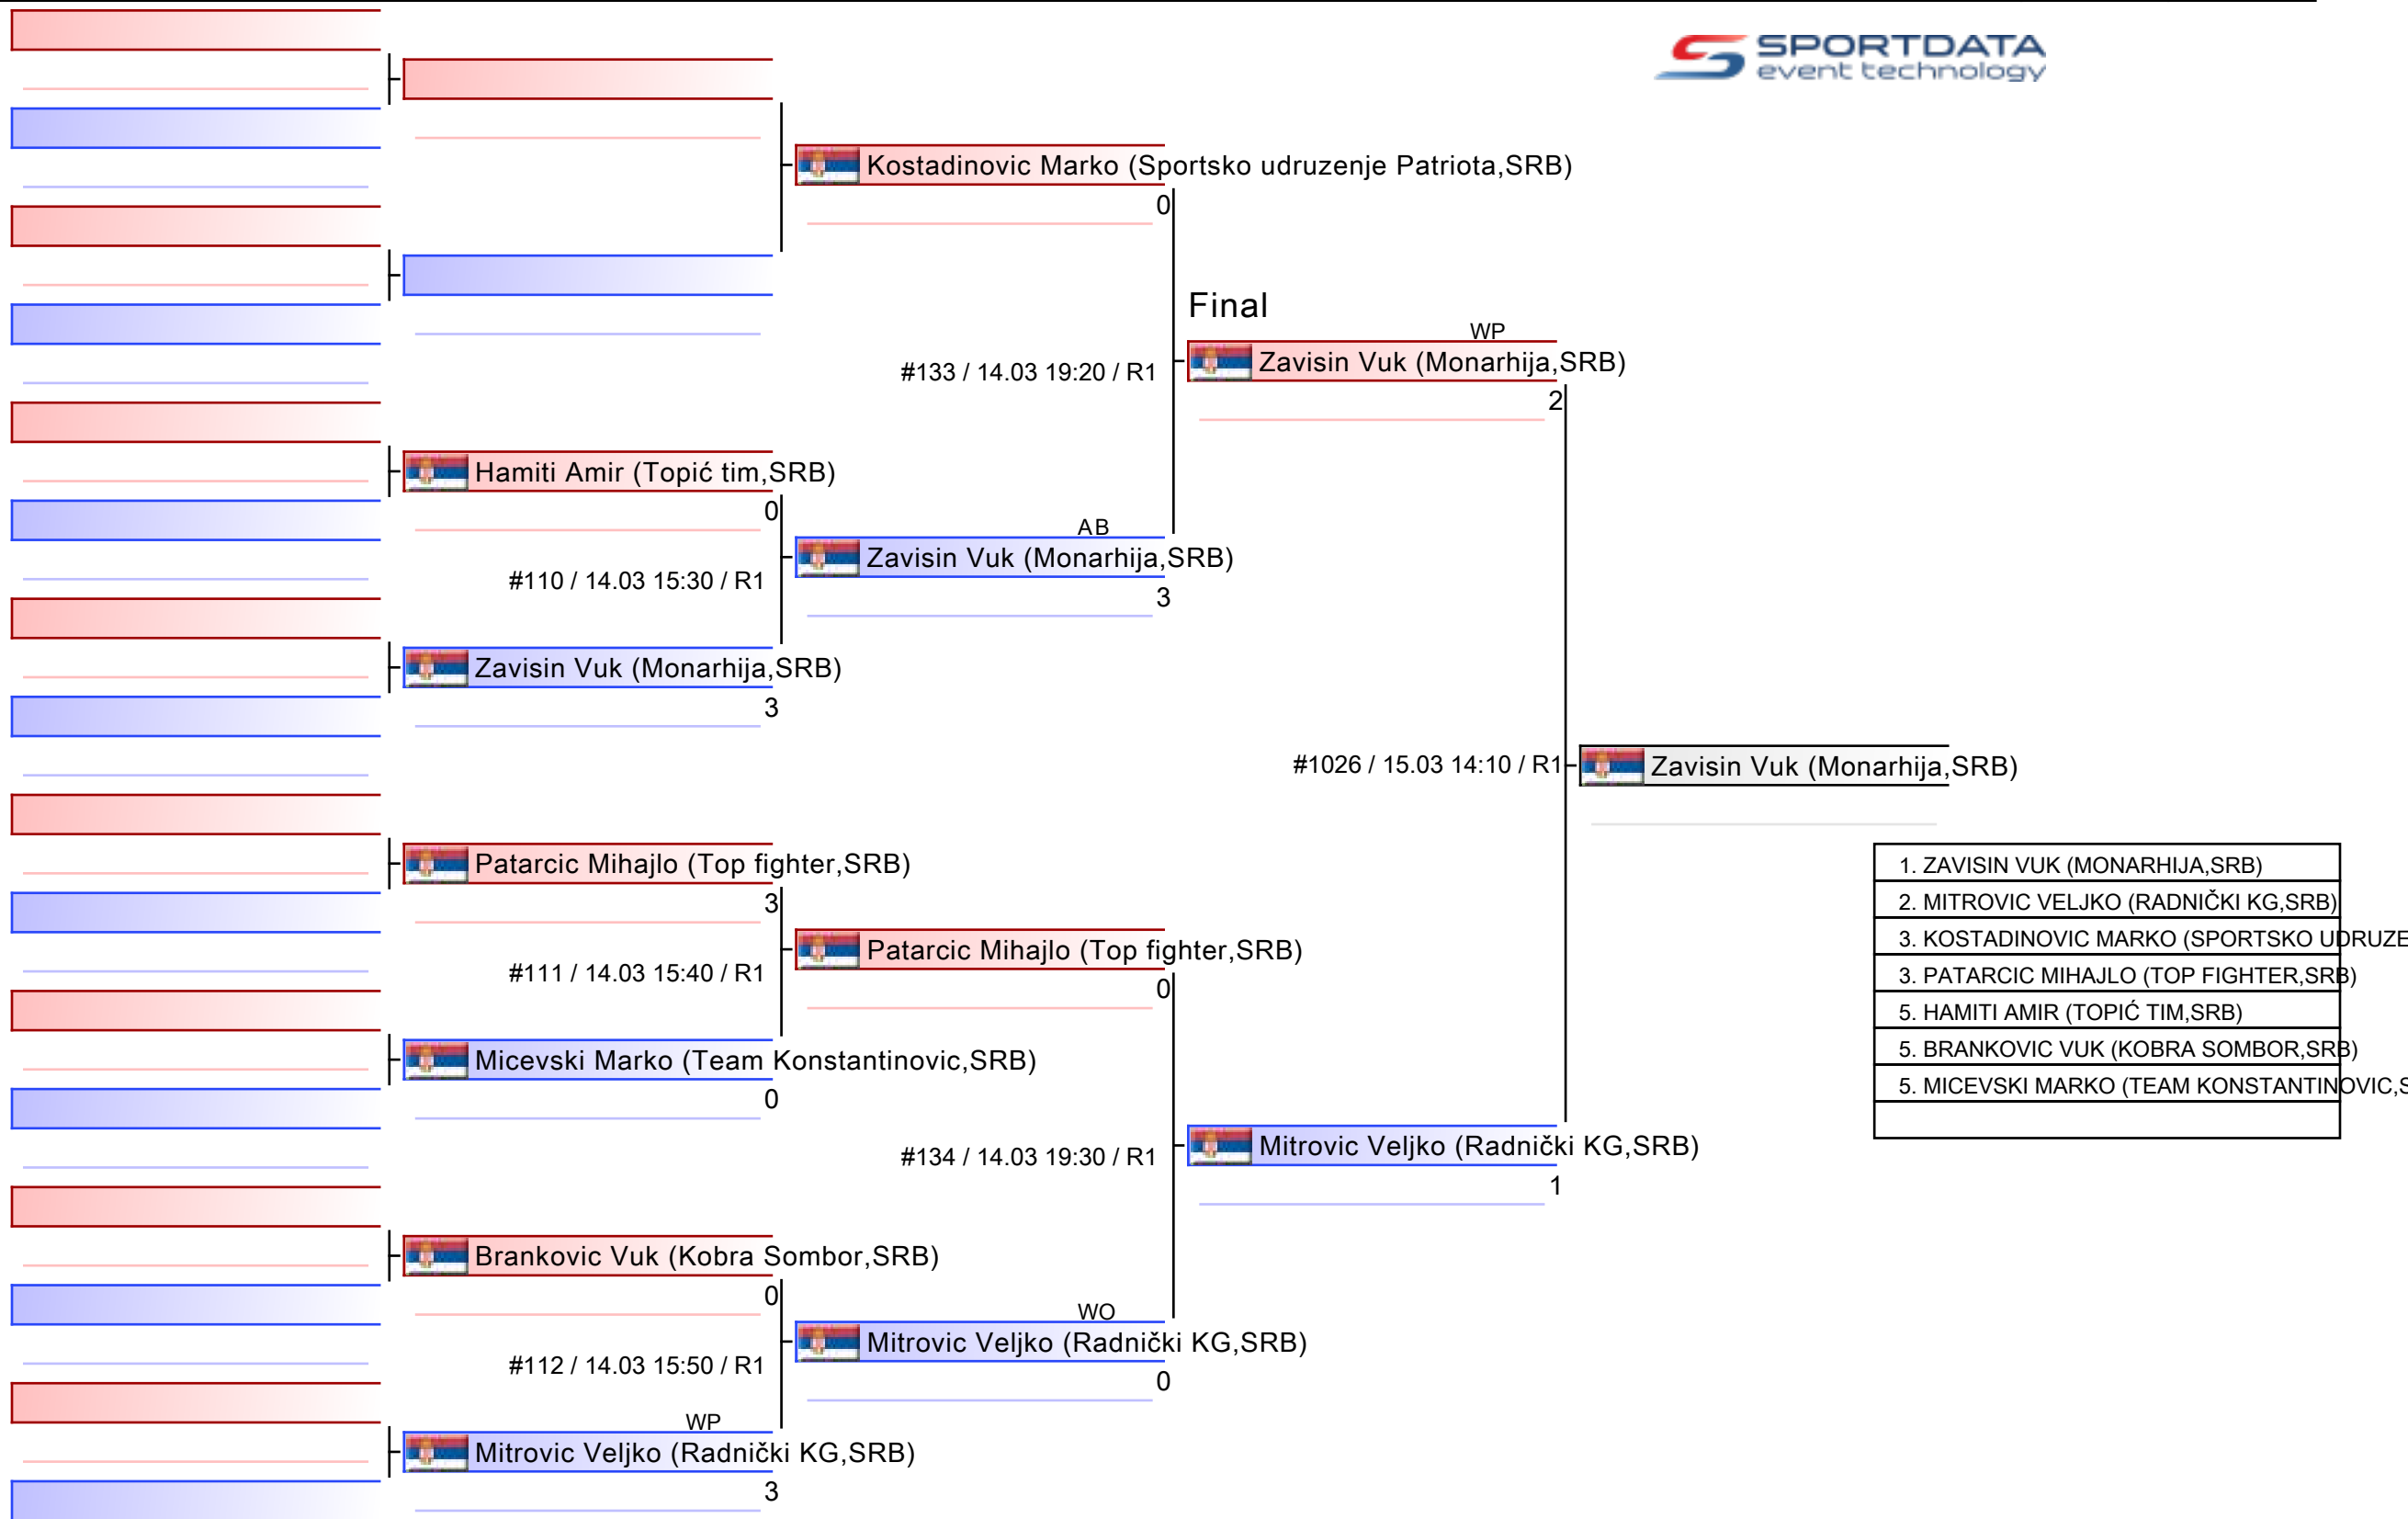 SPORTDATA
event technology
Kostadinovic Marko (Sportsko udruzenje Patriota,SRB)
0
Final
WP
#133 / 14.03 19:20 / R1
Zavisin Vuk (Monarhija,SRB)
2
Hamiti Amir (Topić tim,SRB)
0
AB
#110 / 14.03 15:30 / R1
Zavisin Vuk (Monarhija,SRB)
3
Zavisin Vuk (Monarhija,SRB)
3
#1026 / 15.03 14:10 / R1
Zavisin Vuk (Monarhija,SRB)
Patarcic Mihajlo (Top fighter,SRB)
3
#111 / 14.03 15:40 / R1
Patarcic Mihajlo (Top fighter,SRB)
0
Micevski Marko (Team Konstantinovic,SRB)
0
#134 / 14.03 19:30 / R1
Mitrovic Veljko (Radnički KG,SRB)
1
Brankovic Vuk (Kobra Sombor,SRB)
0
WO
#112 / 14.03 15:50 / R1
Mitrovic Veljko (Radnički KG,SRB)
0
WP
Mitrovic Veljko (Radnički KG,SRB)
3
1. ZAVISIN VUK (MONARHIJA,SRB)
2. MITROVIC VELJKO (RADNIČKI KG,SRB)
3. KOSTADINOVIC MARKO (SPORTSKO UDRUZE
3. PATARCIC MIHAJLO (TOP FIGHTER,SRB)
5. HAMITI AMIR (TOPIĆ TIM,SRB)
5. BRANKOVIC VUK (KOBRA SOMBOR,SRB)
5. MICEVSKI MARKO (TEAM KONSTANTINOVIC,S